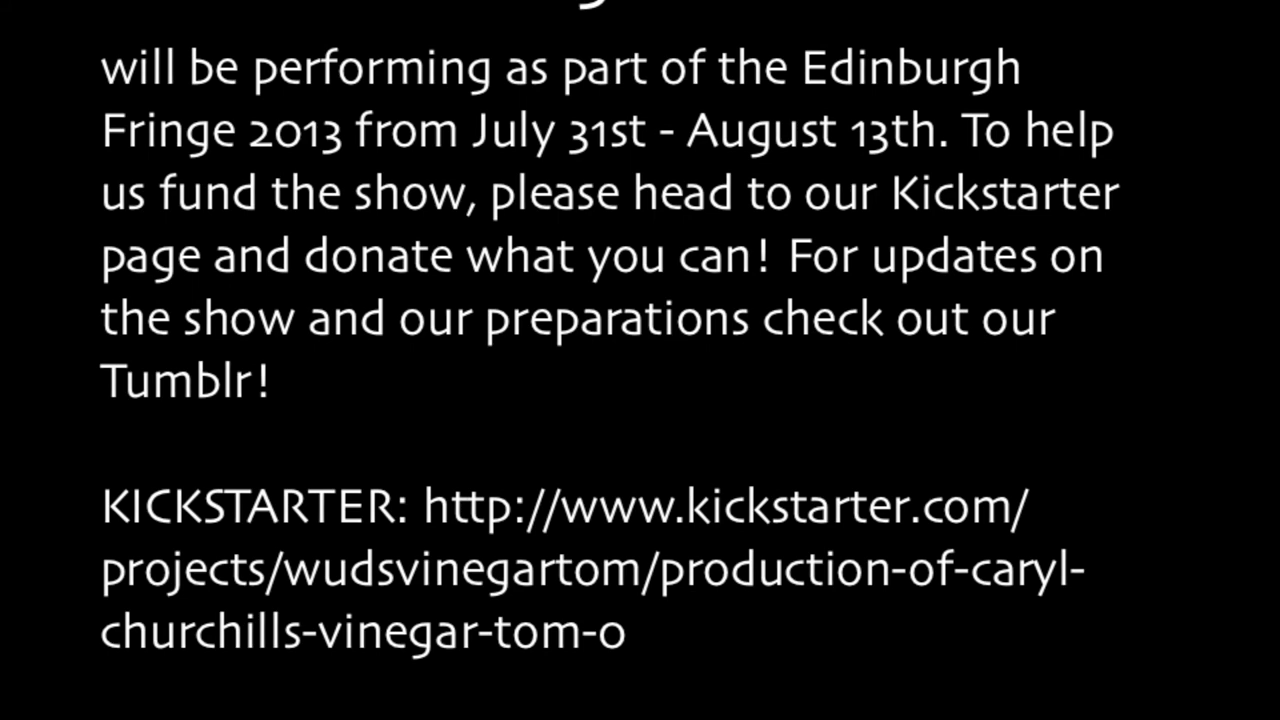 will be performing as part of the Edinburgh
Fringe 2013 from July 31st - August 13th. To help
us fund the show, please head to our Kickstarter
page and donate what you can! For updates on
the show and our preparations check out our
Tumblr!
KICKSTARTER: http://www.kickstarter.com/
projects/wudsvinegartom/production-of-caryl-
churchills-vinegar-tom-0